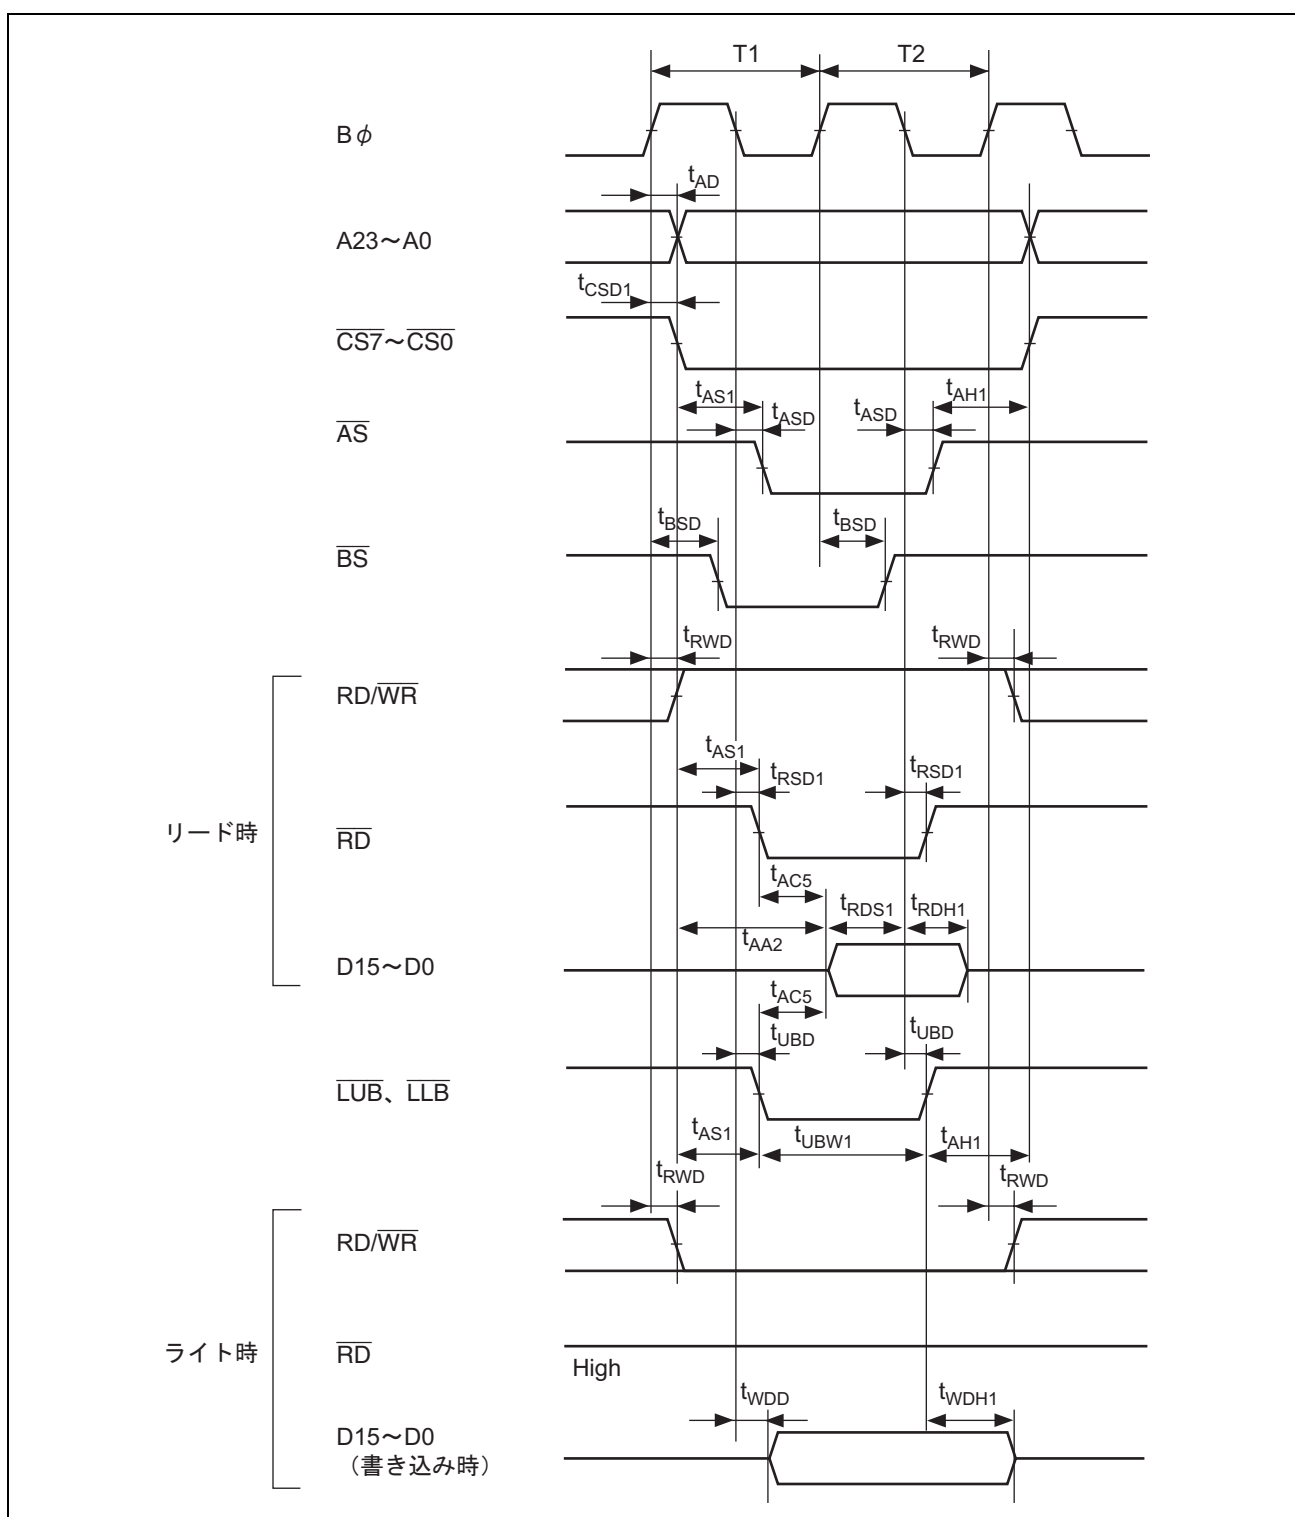 T1 T2
Bφ
tAD
A23～A0
tCSD1
CS7～CS0
tAS1 tASD tASD tAH1
AS
tBSD tBSD
BS
tRWD tRWD
RD/WR
tAS1 tRSD1 tRSD1
リード時
RD
tAC5
tRDS1 tRDH1
tAA2
D15～D0
tAC5
tUBD tUBD
LUB、LLB
tAS1 tUBW1 tAH1
tRWD tRWD
RD/WR
ライト時
RD
High
tWDD tWDH1
D15～D0
（書き込み時）